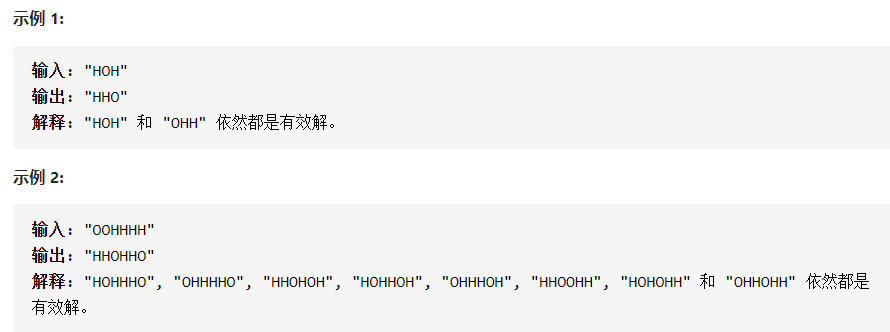 示例 1:
输入: "HOH"
输出: "HHO"
解释: "HOH" 和 "OHH" 依然都是有效解。
示例 2:
输入: "OOHHHH"
输出: "HHOHHO"
解释: "HOHHHO", "OHHHHO", "HHOHOH", "HOHHOH", "OHHHOH", "HHOOHH", "HOHOHH" 和 "OHHOHH" 依然都是
有效解。